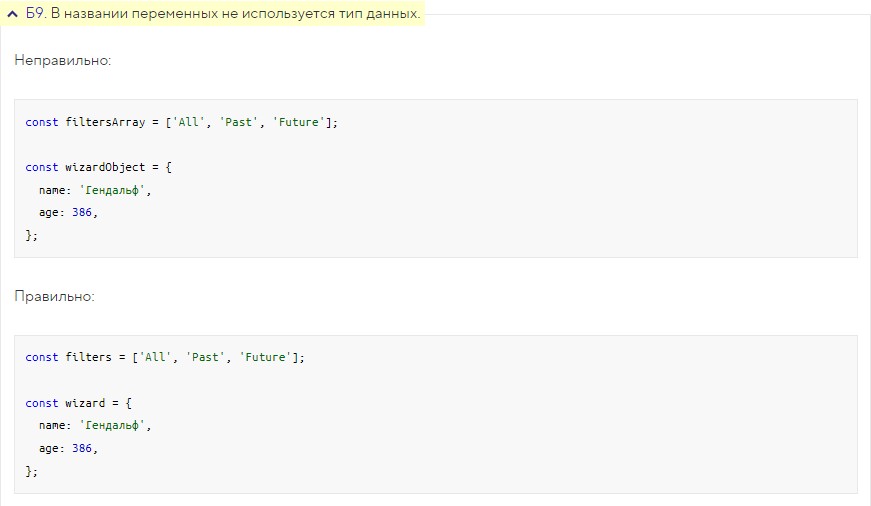 Б9. В названии переменных не используется тип данных.
Неправильно:
const filtersArray = ['All', 'Past', 'Future'];
const wizardObject = {
  name: 'Гендальф',
  age: 386,
};
Правильно:
const filters = ['All', 'Past', 'Future'];
const wizard = {
  name: 'Гендальф',
  age: 386,
};